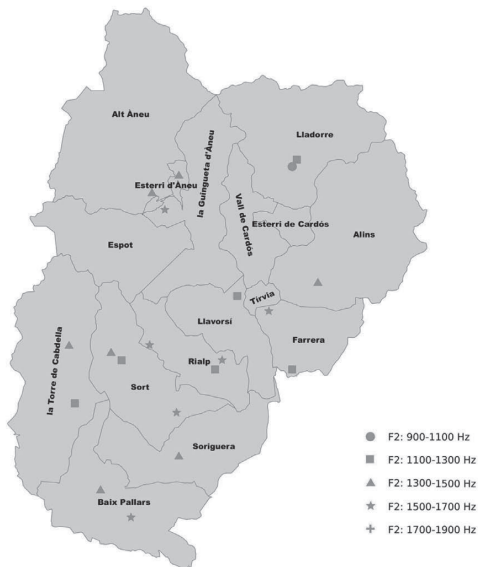 Alt Àneu
Lladorre
la Guingueta d'Àneu
Esterri d'Àneu
Vall de Cardós
Esterri de Cardós
Alins
Espot
Tírvia
Llavorsí
Farrera
la Torre de Cabdella
Rialp
Sort
Soriguera
Baix Pallars
F2: 900-1100 Hz
F2: 1100-1300 Hz
F2: 1300-1500 Hz
F2: 1500-1700 Hz
F2: 1700-1900 Hz